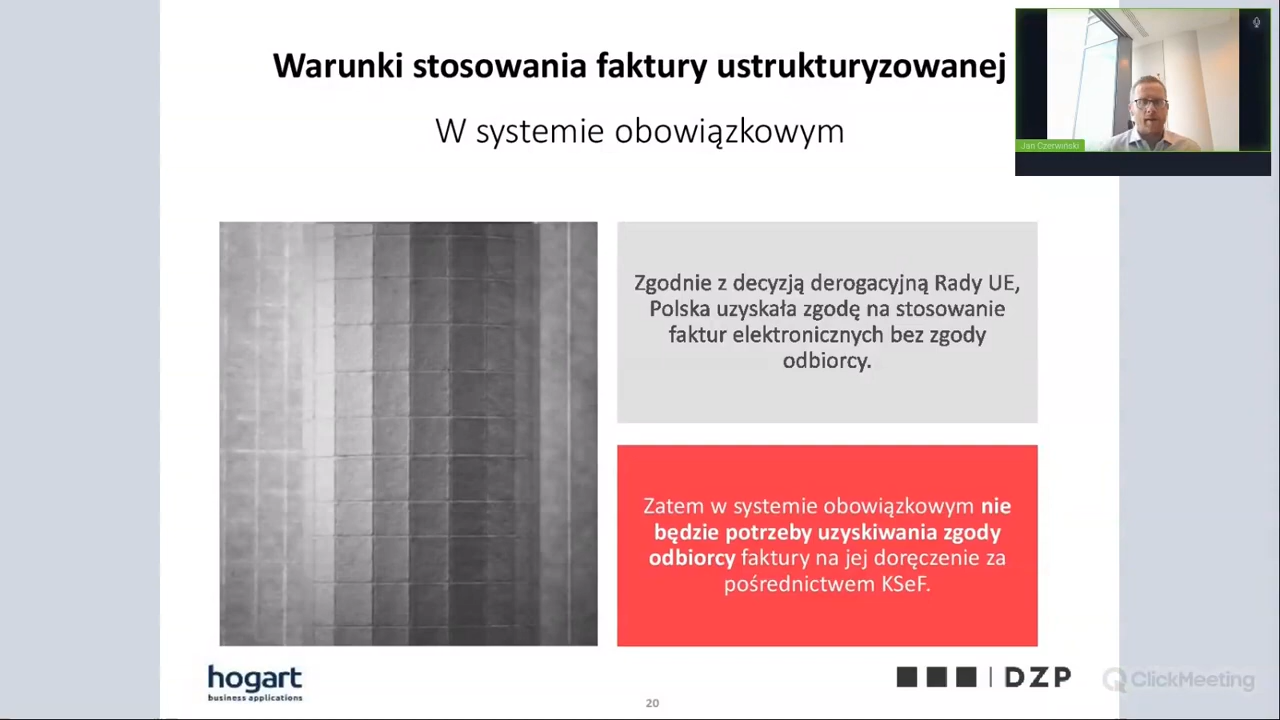 Warunki stosowania faktury ustrukturyzowanej
W systemie obowiązkowym
Jan Czerwiński
Zgodnie z decyzją derogacyjną Rady UE,
Polska uzyskała zgodę na stosowanie
faktur elektronicznych bez zgody
odbiorcy.
Zatem w systemie obowiązkowym nie
będzie potrzeby uzyskiwania zgody
odbiorcy faktury na jej doręczenie za
pośrednictwem KSeF.
hogart
business applications
20
DZP
ClickMeeting